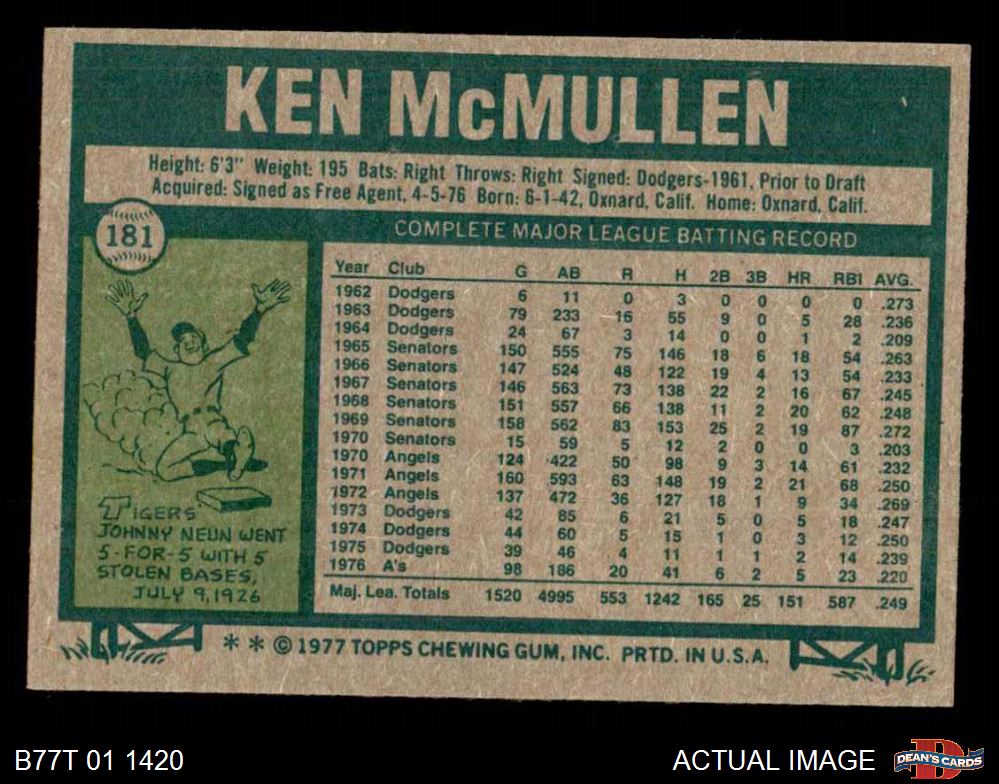 KEN McMULLEN
Height: 6'3" Weight: 195 Bats: Right Throws: Right Signed: Dodgers-1961, Prior to Draft
Acquired: Signed as Free Agent, 4-5-76 Born: 6-1-42, Oxnard, Calif. Home: Oxnard, Calif.
181
COMPLETE MAJOR LEAGUE BATTING RECORD
Year Club G AB R H 2B 3B HR RBI AVG.
1962 Dodgers 6 11 0 3 0 0 0 0 .273
1963 Dodgers 79 233 16 55 9 0 5 28 .236
1964 Dodgers 24 67 3 14 0 0 1 2 .209
1965 Senators 150 555 75 146 18 6 18 54 .263
1966 Senators 147 524 48 122 19 4 13 54 .233
1967 Senators 146 563 73 138 22 2 16 67 .245
1968 Senators 151 557 66 138 11 2 20 62 .248
1969 Senators 158 562 83 153 25 2 19 87 .272
1970 Senators 15 59 5 12 2 0 0 3 .203
1970 Angels 124 422 50 98 9 3 14 61 .232
1971 Angels 160 593 63 148 19 2 21 68 .250
1972 Angels 137 472 36 127 18 1 9 34 .269
1973 Dodgers 42 85 6 21 5 0 5 18 .247
1974 Dodgers 44 60 5 15 1 0 3 12 .250
1975 Dodgers 39 46 4 11 1 1 2 14 .239
1976 A's 98 186 20 41 6 2 5 23 .220
Maj. Lea. Totals 1520 4995 553 1242 165 25 151 587 .249
TIGERS
JOHNNY NEUN WENT
5-FOR-5 WITH 5
STOLEN BASES,
JULY 9, 1926
* * © 1977 TOPPS CHEWING GUM, INC. PRTD. IN U.S.A.
B77T 01 1420
ACTUAL IMAGE
DEAN'S CARDS